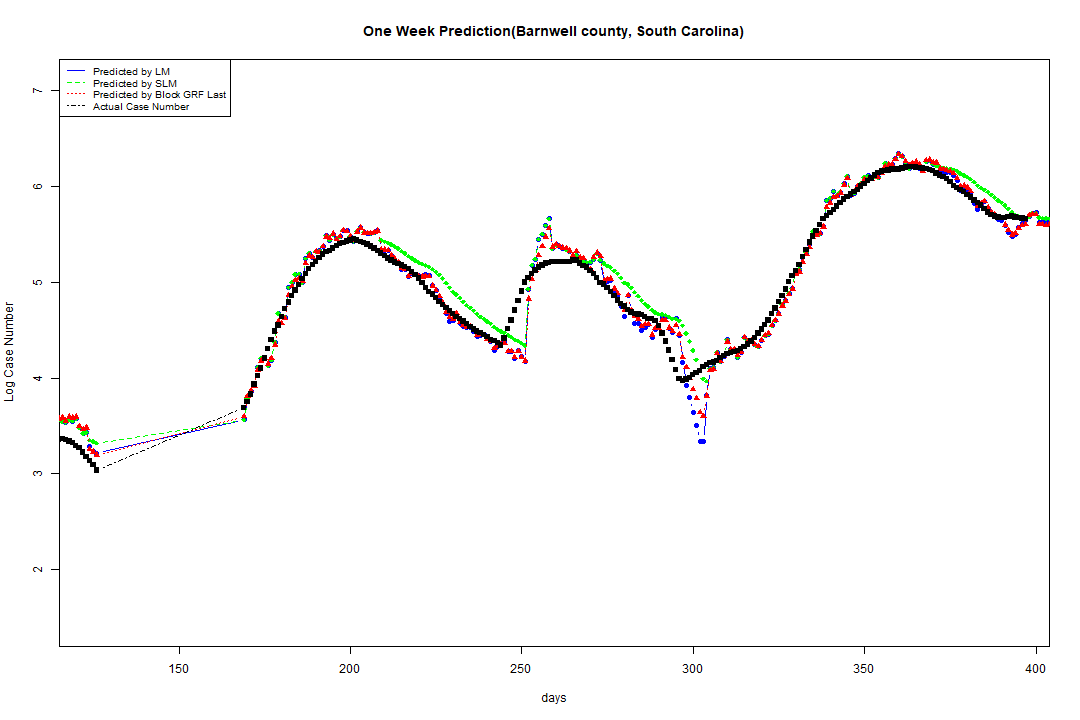 One Week Prediction(Barnwell county, South Carolina)
Predicted by LM
Predicted by SLM
Predicted by Block GRF Last
Actual Case Number
Log Case Number
7
6
5
4
3
2
150 200 250 300 350 400
days